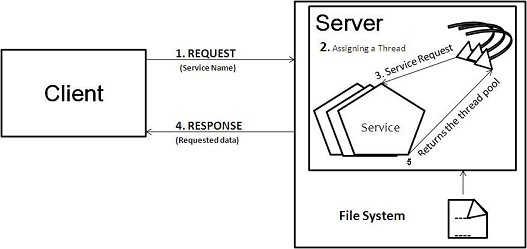 Server
2. Assigning a Thread
1. REQUEST
(Service Name)
3. Service Request
Client
Service
4. RESPONSE
(Requested data)
5
Returns the thread pool
File System